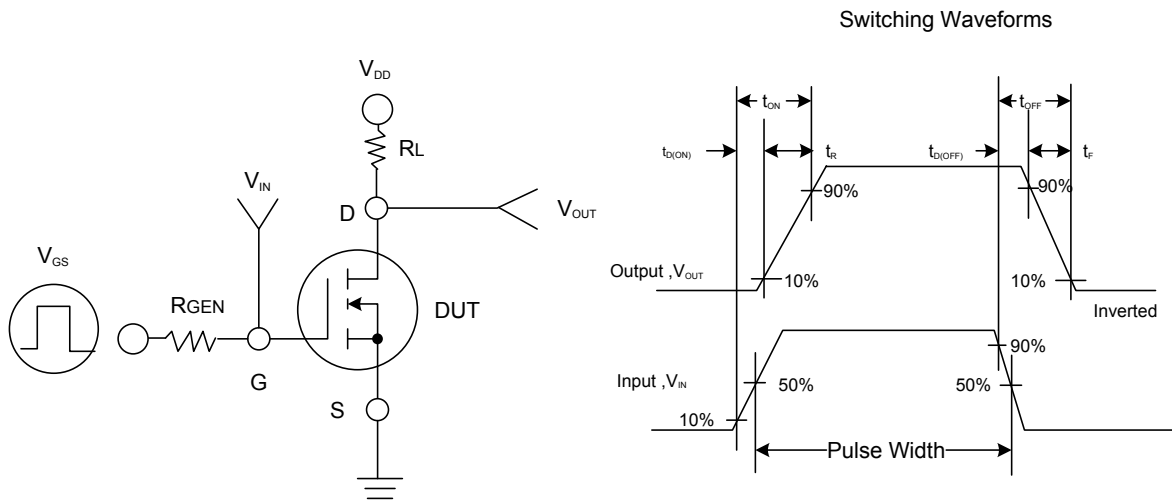 Switching Waveforms
VDD
RL
VIN
D
VOUT
VGS
RGEN
DUT
G
S
tON
tOFF
tD(ON)
tR
tD(OFF)
tF
90%
90%
Output ,VOUT
10%
10%
Inverted
90%
Input ,VIN
50%
50%
10%
Pulse Width